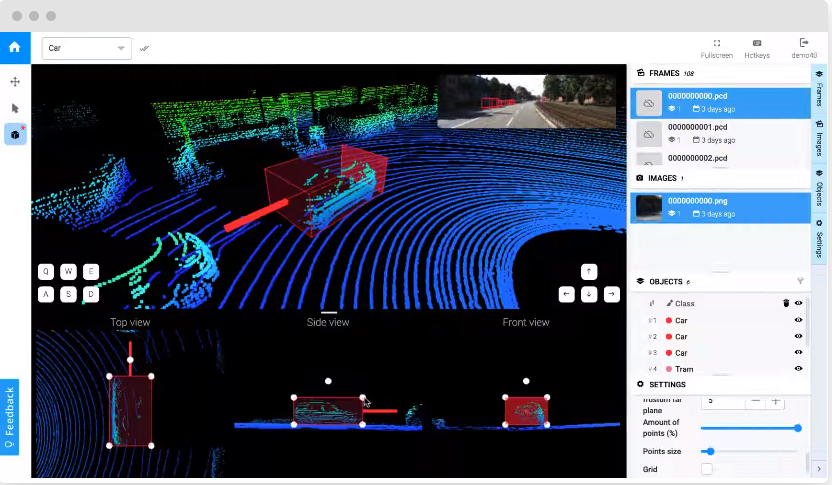 Car
Fullscreen
Hotkeys
demo40
FRAMES 108
0000000000.pcd
1 3 days ago
0000000001.pcd
1 3 days ago
0000000002.pcd
IMAGES 1
0000000000.png
1 3 days ago
Frames
Images
Objects
Settings
Q W E
A S D
Top view
Side view
Front view
OBJECTS 6
Class
#1 Car
#2 Car
#3 Car
#4 Tram
SETTINGS
plane
Amount of
points (%)
Points size
Grid
Feedback